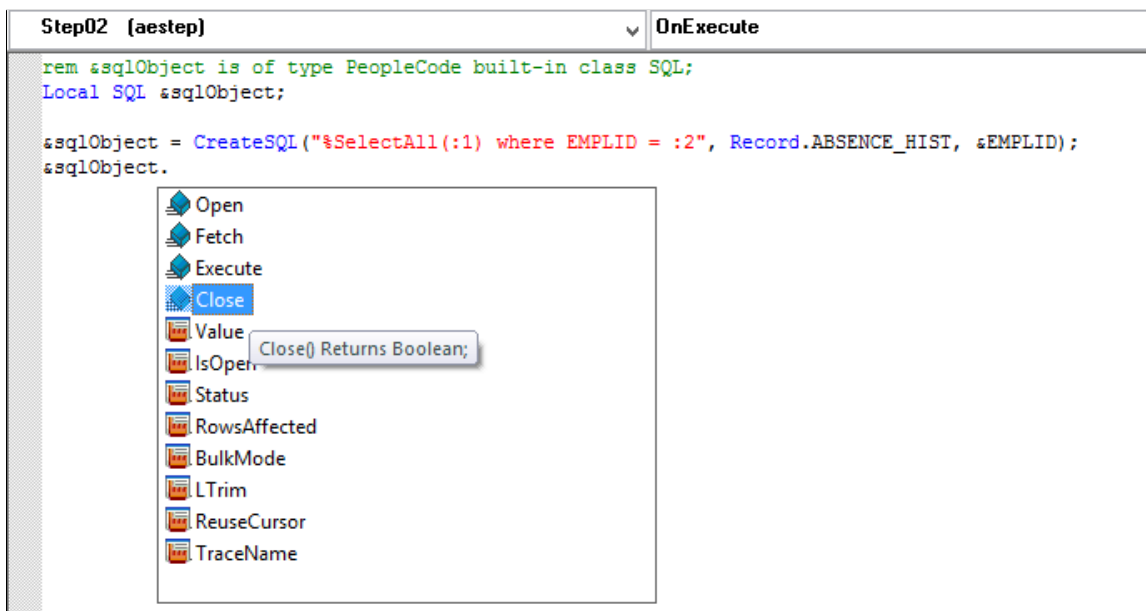 Step02 (aestep) OnExecute
rem &sqlObject is of type PeopleCode built-in class SQL;
Local SQL &sqlObject;
&sqlObject = CreateSQL("%SelectAll(:1) where EMPLID = :2", Record.ABSENCE_HIST, &EMPLID);
&sqlObject.
Open
Fetch
Execute
Close
Value
Close() Returns Boolean;
IsOpen
Status
RowsAffected
BulkMode
LTrim
ReuseCursor
TraceName